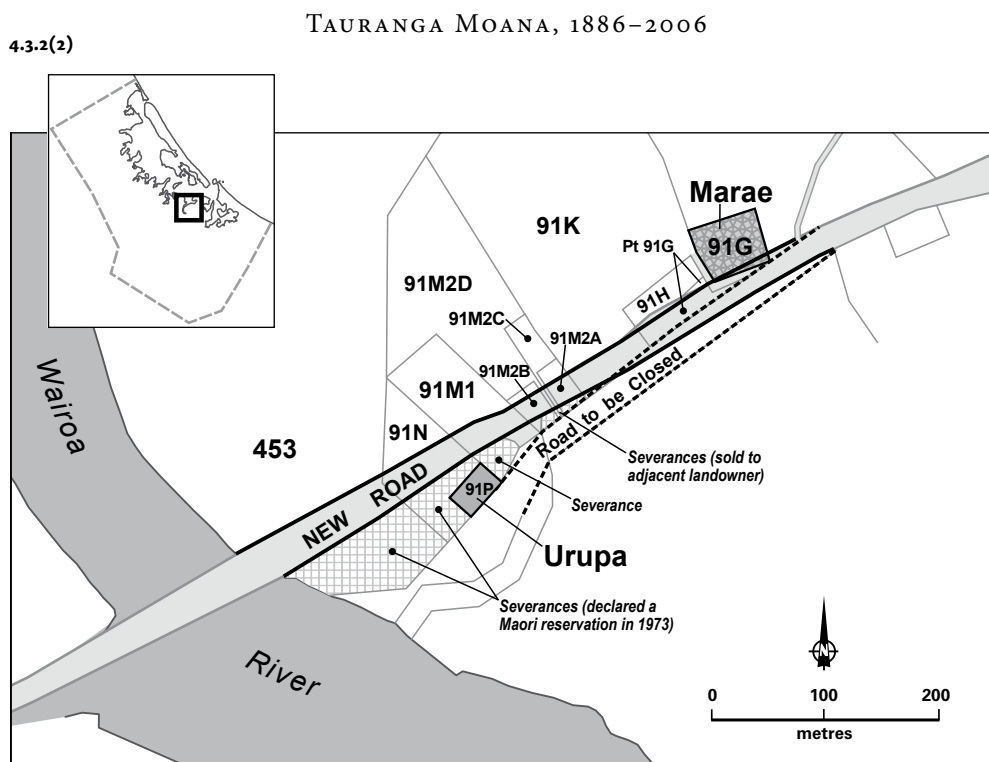 Tauranga Moana, 1886–2006
4.3.2(2)
Marae
91K
91G
Pt 91G
91M2D
91H
91M2C
91M2A
91M2B
91M1
Wairoa
Road to be Closed
91N
453
Severances (sold to
adjacent landowner)
NEW ROAD
91P
Severance
Urupa
Severances (declared a
Maori reservation in 1973)
River
0 100 200
metres